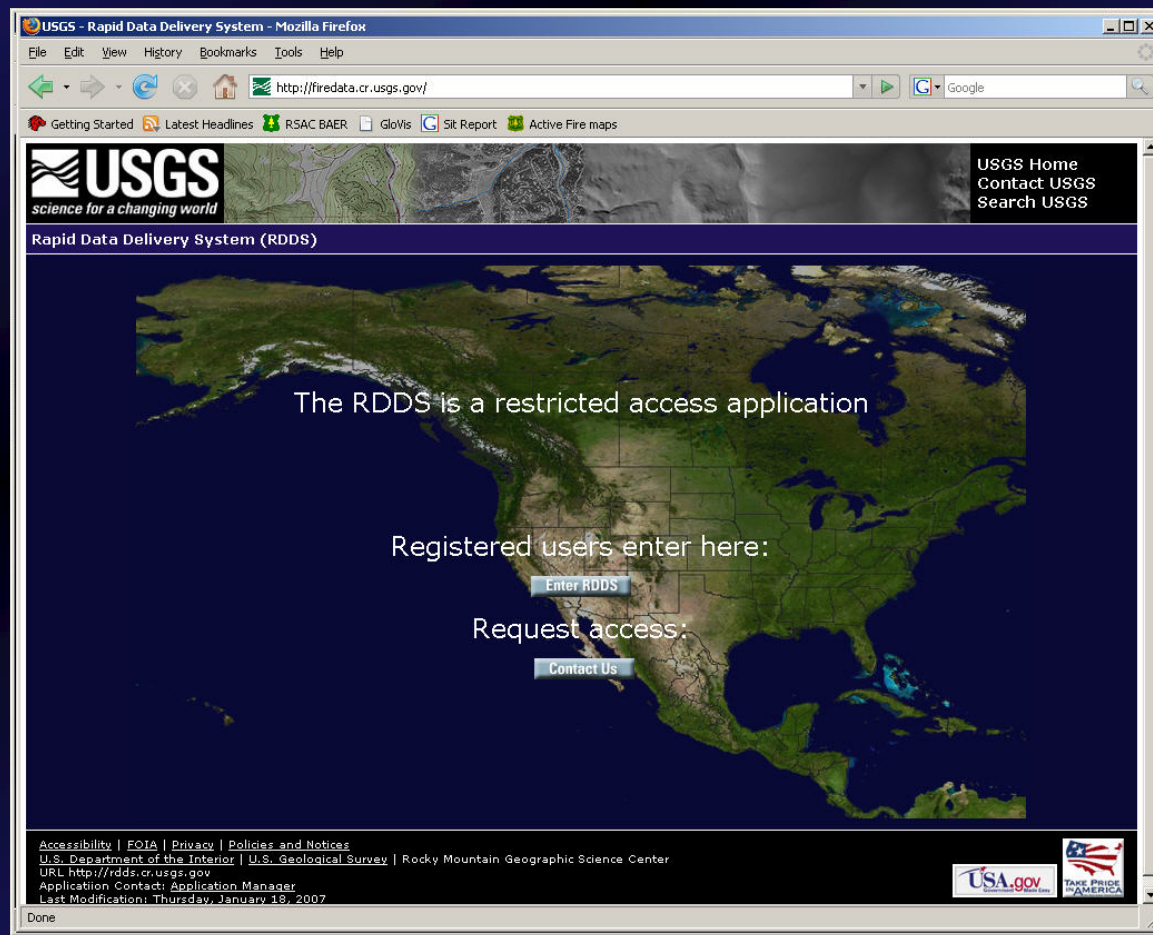 USGS - Rapid Data Delivery System - Mozilla Firefox
File Edit View History Bookmarks Tools Help
http://firedata.cr.usgs.gov/
G Google
Getting Started Latest Headlines RSAC BAER GloVis G Sit Report Active Fire maps
USGS
science for a changing world
USGS Home
Contact USGS
Search USGS
Rapid Data Delivery System (RDDS)
The RDDS is a restricted access application
Registered users enter here:
Enter RDDS
Request access:
Contact Us
Accessibility | FOIA | Privacy | Policies and Notices
U.S. Department of the Interior | U.S. Geological Survey | Rocky Mountain Geographic Science Center
URL http://rdds.cr.usgs.gov
Applicatiion Contact: Application Manager
Last Modification: Thursday, January 18, 2007
USA.gov
Government Made Easy
TAKE PRIDE
IN AMERICA
Done